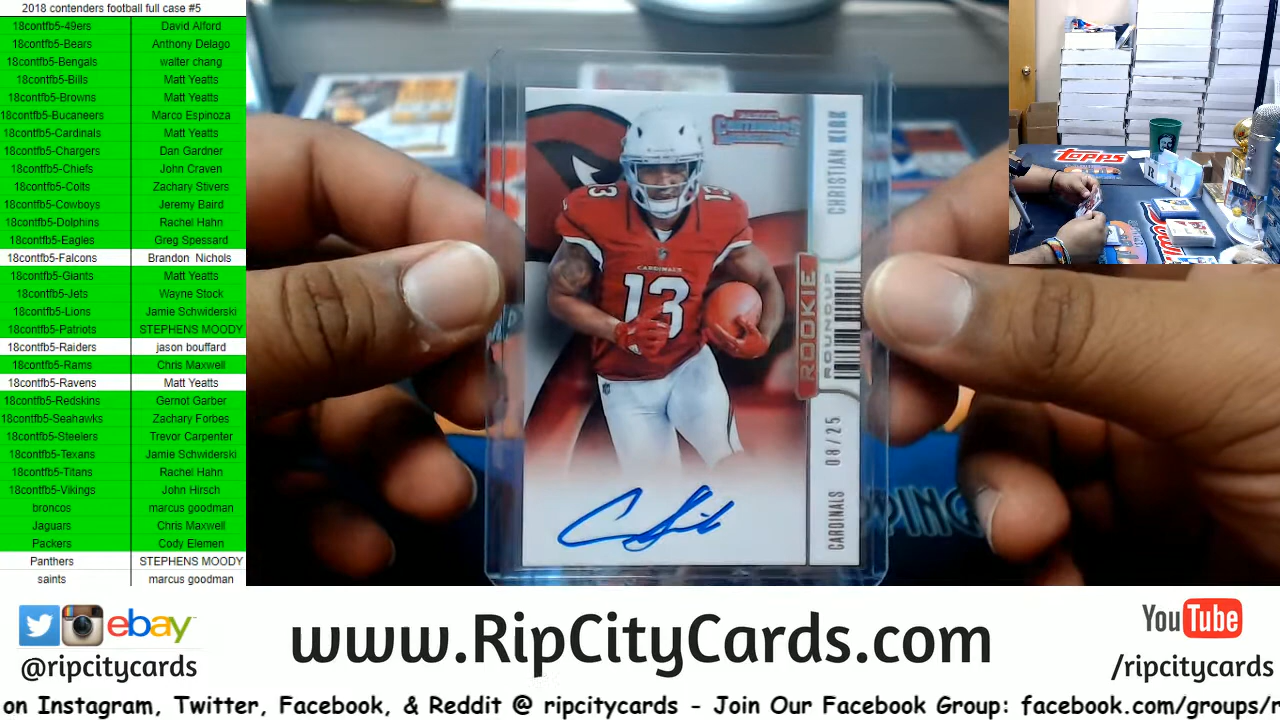 2018 contenders football full case #5
18contfb5-49ers David Alford
18contfb5-Bears Anthony Delago
18contfb5-Bengals walter chang
18contfb5-Bills Matt Yeatts
18contfb5-Browns Matt Yeatts
18contfb5-Bucaneers Marco Espinoza
18contfb5-Cardinals Matt Yeatts
18contfb5-Chargers Dan Gardner
18contfb5-Chiefs John Craven
18contfb5-Colts Zachary Stivers
18contfb5-Cowboys Jeremy Baird
18contfb5-Dolphins Rachel Hahn
18contfb5-Eagles Greg Spessard
18contfb5-Falcons Brandon Nichols
18contfb5-Giants Matt Yeatts
18contfb5-Jets Wayne Stock
18contfb5-Lions Jamie Schwiderski
18contfb5-Patriots STEPHENS MOODY
18contfb5-Raiders jason bouffard
18contfb5-Rams Chris Maxwell
18contfb5-Ravens Matt Yeatts
18contfb5-Redskins Gernot Garber
18contfb5-Seahawks Zachary Forbes
18contfb5-Steelers Trevor Carpenter
18contfb5-Texans Jamie Schwiderski
18contfb5-Titans Rachel Hahn
18contfb5-Vikings John Hirsch
broncos marcus goodman
Jaguars Chris Maxwell
Packers Cody Elemen
Panthers STEPHENS MOODY
saints marcus goodman
CONTENDERS
CHRISTIAN KIRK
ROOKIE
ROUNDUP
08/25
CARDINALS
CARDINALS
13
13
13
topps
PPING
ebay
@ripcitycards
www.RipCityCards.com
YouTube
/ripcitycards
on Instagram, Twitter, Facebook, & Reddit @ ripcitycards - Join Our Facebook Group: facebook.com/groups/r